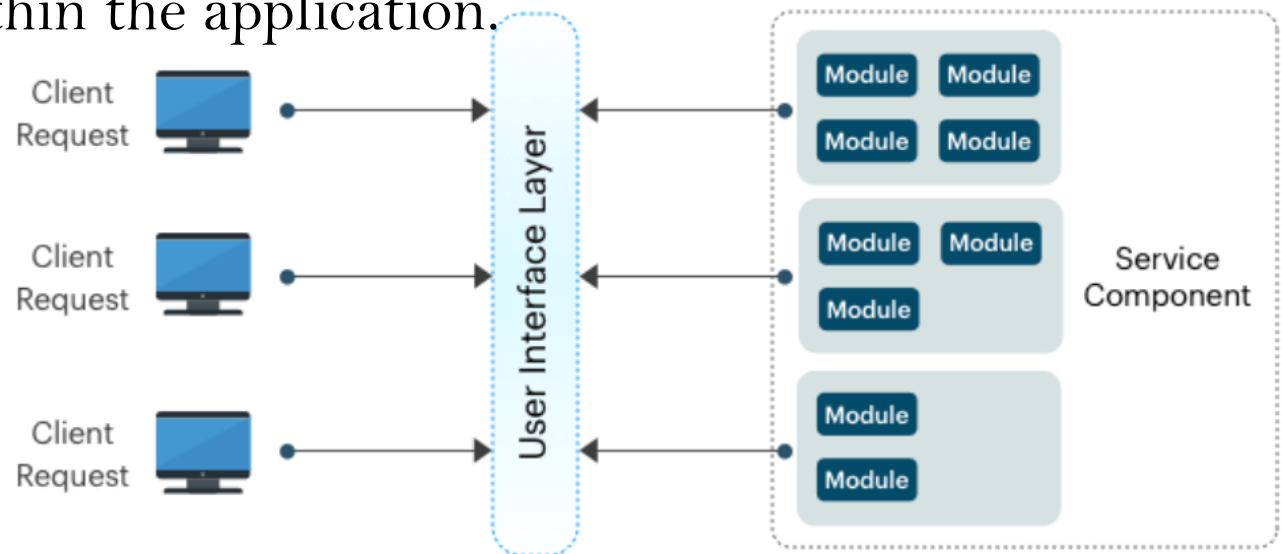 thin the application.
Client
Request
Client
Request
Client
Request
User Interface Layer
Module Module
Module Module
Module Module
Module
Module
Module
Service
Component